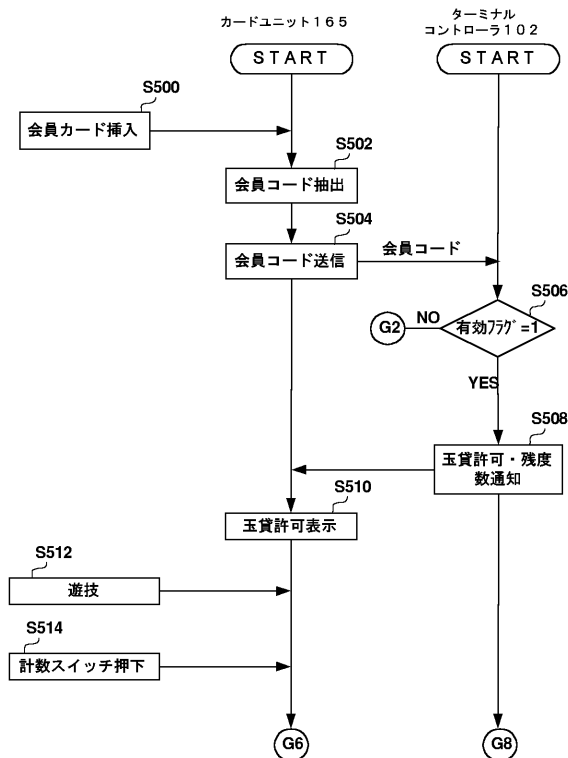 カードユニット165
ターミナル
コントローラ102
START
START
S500
会員カード挿入
S502
会員コード抽出
S504
会員コード送信
会員コード
S506
有効フラグ=1
NO
G2
YES
S508
玉貸許可・残度
数通知
S510
玉貸許可表示
S512
遊技
S514
計数スイッチ押下
G6
G8